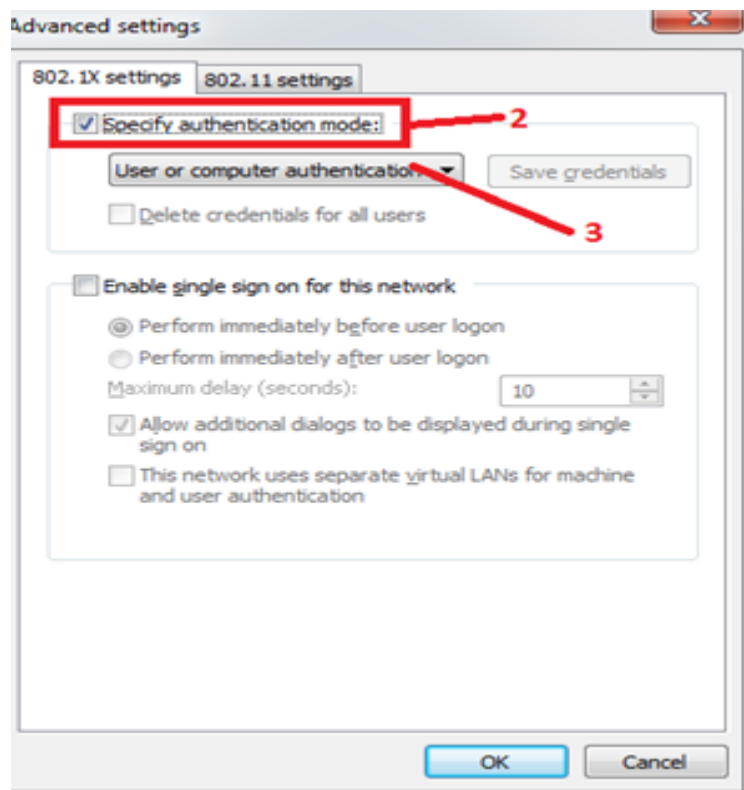 Advanced settings
802.1X settings 802.11 settings
Specify authentication mode: 2
User or computer authentication Save credentials
Delete credentials for all users
3
Enable single sign on for this network
Perform immediately before user logon
Perform immediately after user logon
Maximum delay (seconds): 10
Allow additional dialogs to be displayed during single
sign on
This network uses separate virtual LANs for machine
and user authentication
OK Cancel